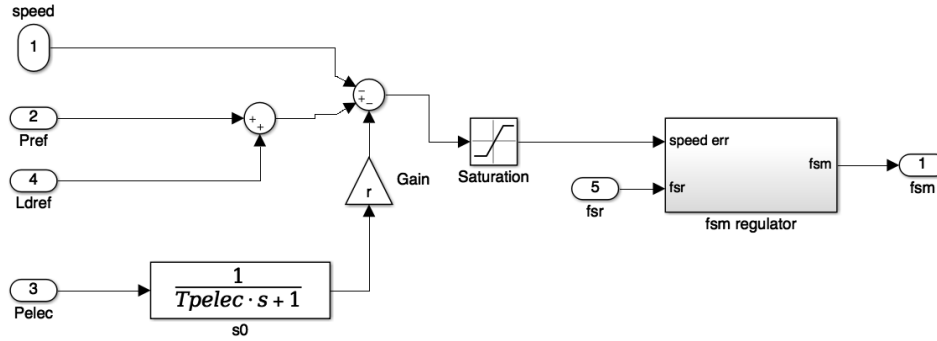 speed
1
2
Pref
4
Ldref
3
Pelec
1
Tpelec · s + 1
s0
r
Gain
−
+
−
+
+
Saturation
5
fsr
speed err
fsr
fsm
fsm regulator
1
fsm